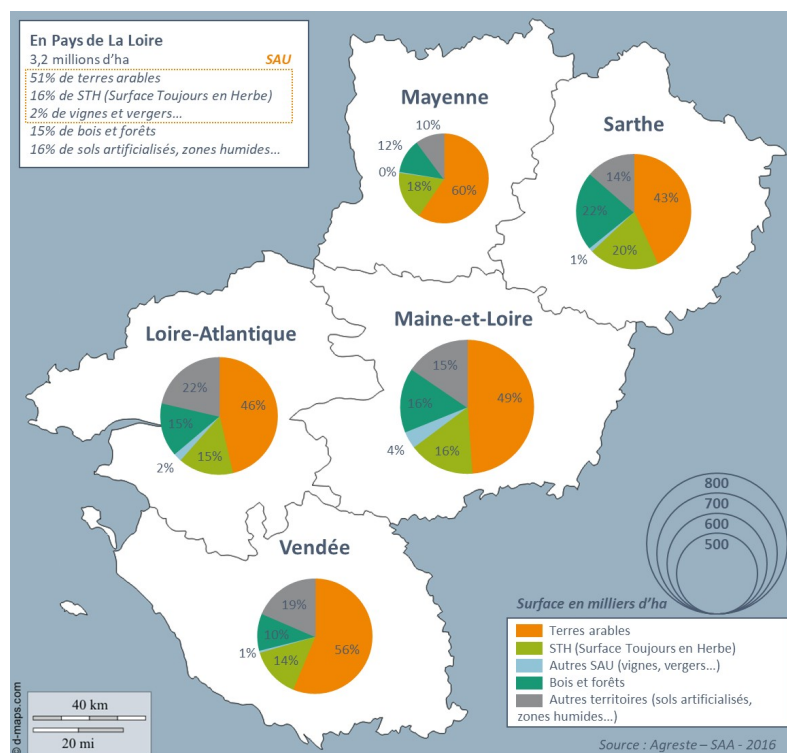 En Pays de La Loire
3,2 millions d’ha SAU
51% de terres arables
16% de STH (Surface Toujours en Herbe)
2% de vignes et vergers...
15% de bois et forêts
16% de sols artificialisés, zones humides...
Mayenne
10%
12%
0%
18%
60%
Sarthe
14%
43%
22%
1%
20%
Loire-Atlantique
22%
46%
15%
2%
15%
Maine-et-Loire
15%
49%
16%
4%
16%
Vendée
19%
10%
1%
14%
56%
800
700
600
500
Surface en milliers d’ha
Terres arables
STH (Surface Toujours en Herbe)
Autres SAU (vignes, vergers...)
Bois et forêts
Autres territoires (sols artificialisés,
zones humides...)
40 km
20 mi
© d-maps.com
Source : Agreste – SAA - 2016